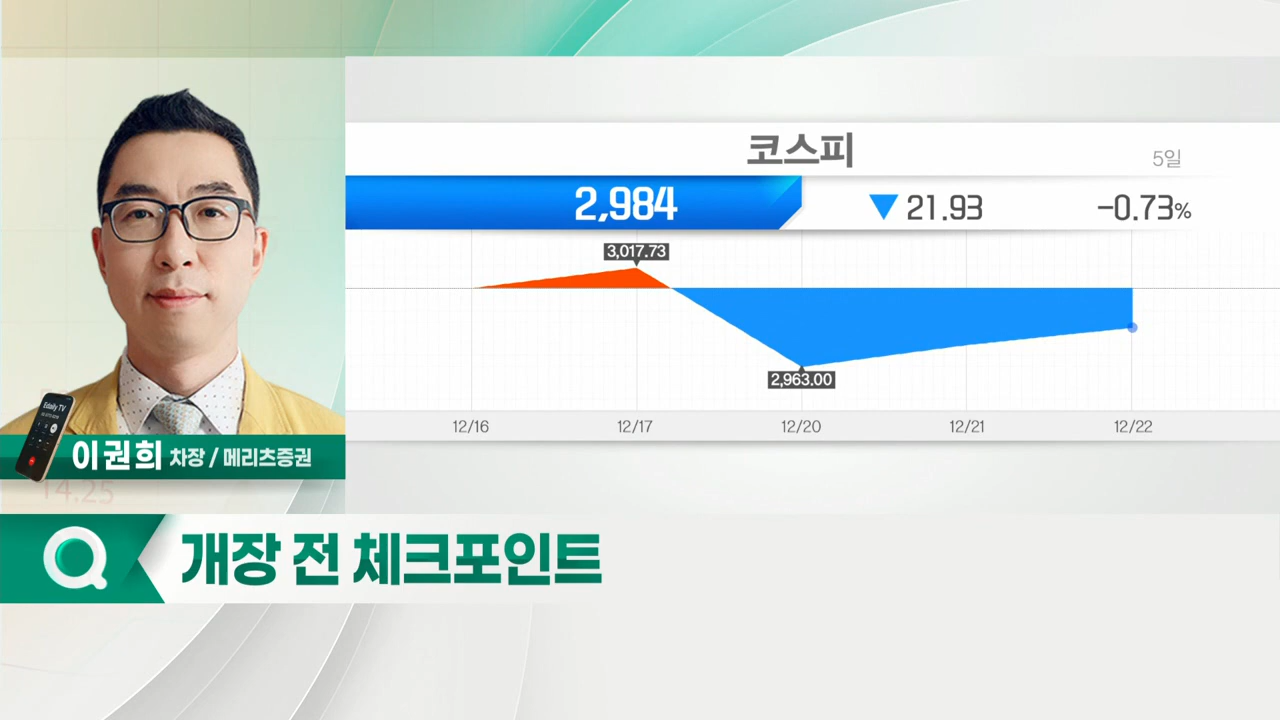 코스피
5일
2,984 ▼ 21.93 -0.73%
3,017.73
2,963.00
12/16 12/17 12/20 12/21 12/22
Edaily TV
이권희 차장 / 메리츠증권
14.25
Q 개장 전 체크포인트